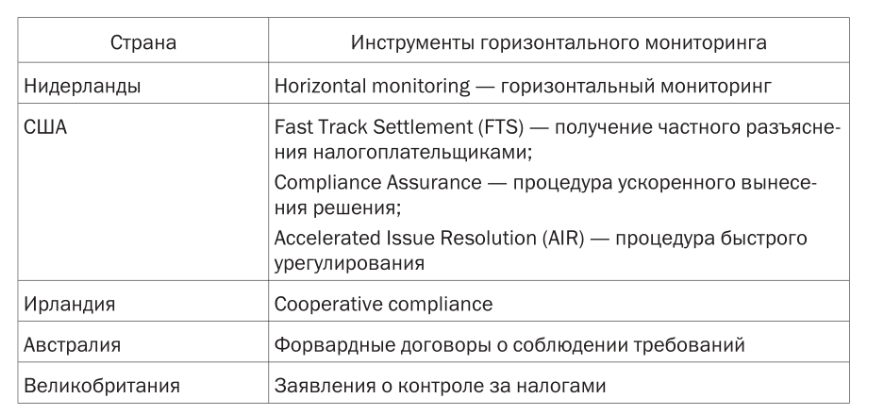 Страна
Инструменты горизонтального мониторинга
Нидерланды
Horizontal monitoring — горизонтальный мониторинг
США
Fast Track Settlement (FTS) — получение частного разъясне-
ния налогоплательщиками;
Compliance Assurance — процедура ускоренного вынесе-
ния решения;
Accelerated Issue Resolution (AIR) — процедура быстрого
урегулирования
Ирландия
Cooperative compliance
Австралия
Форвардные договоры о соблюдении требований
Великобритания
Заявления о контроле за налогами